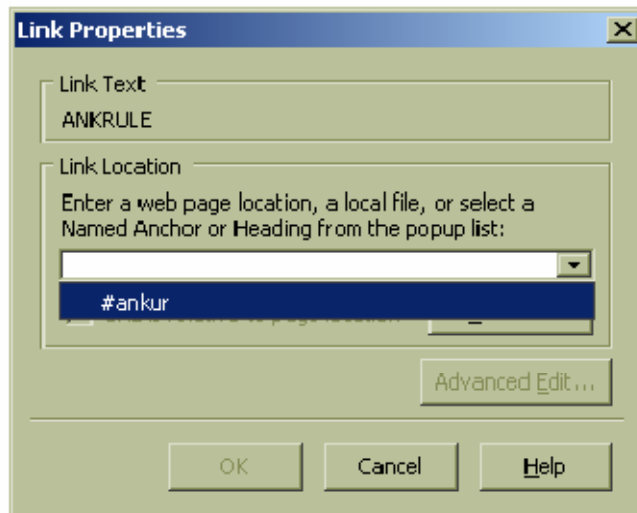 Link Properties
Link Text
ANKRULE
Link Location
Enter a web page location, a local file, or select a
Named Anchor or Heading from the popup list:
#ankur
Advanced Edit...
OK Cancel Help